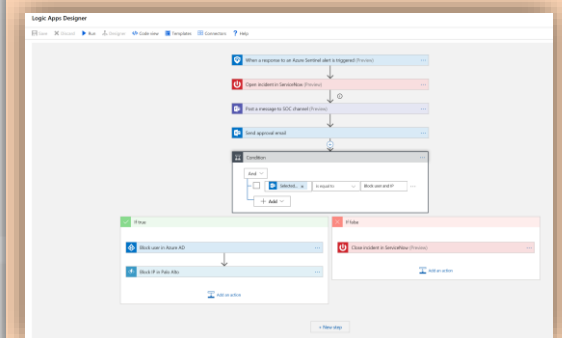 Logic Apps Designer
Save Discard Run Designer Code view Templates Connectors ? Help
When a response to an Azure Sentinel alert is triggered (Preview)
Open incident in ServiceNow (Preview)
Post a message to SOC channel (Preview)
Send approval email
Condition
And
Selected... x is equal to Block user and IP
+ Add
If true
If false
Block user in Azure AD
Close incident in ServiceNow (Preview)
Block IP in Palo Alto
Add an action
Add an action
+ New step